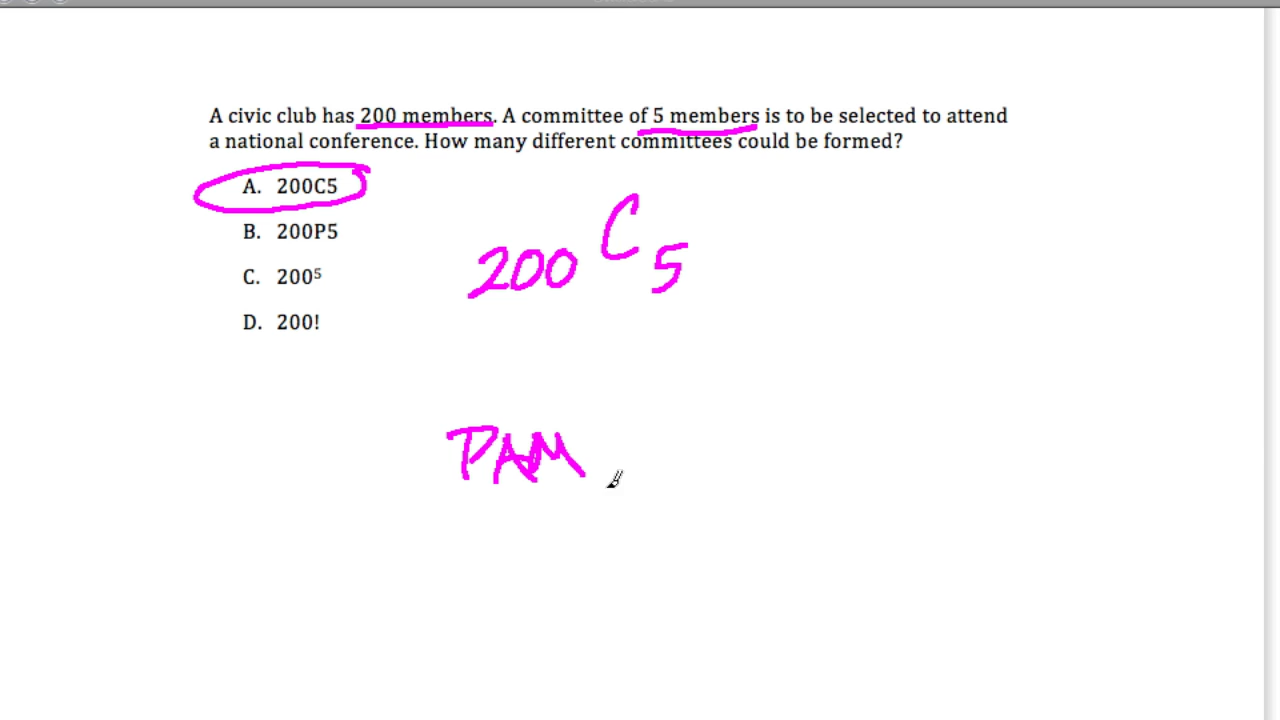 A civic club has 200 members. A committee of 5 members is to be selected to attend
a national conference. How many different committees could be formed?
A. 200C5
B. 200P5
C. 200⁵
D. 200!
200 C 5
PAM